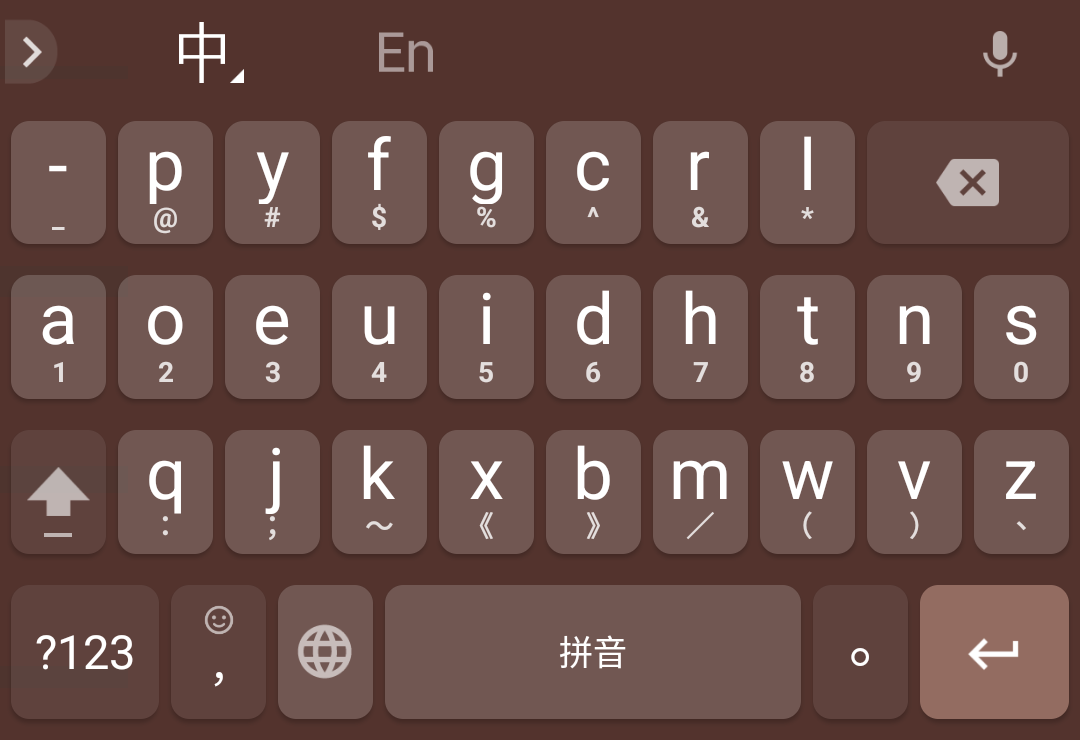 中 En
- p y f g c r l
_ @ # $ % ^ & *
a o e u i d h t n s
1 2 3 4 5 6 7 8 9 0
q j k x b m w v z
: ; ～ 《 》 ／ ( ) 、
?123 , 拼音 。